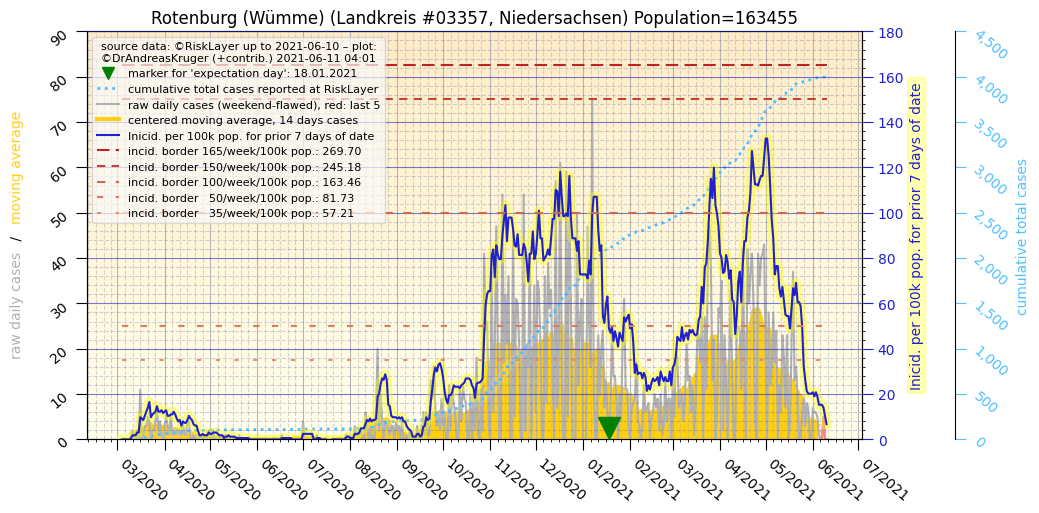 Rotenburg (Wümme) (Landkreis #03357, Niedersachsen) Population=163455
source data: ©RiskLayer up to 2021-06-10 – plot:
©DrAndreasKruger (+contrib.) 2021-06-11 04:01
marker for 'expectation day': 18.01.2021
cumulative total cases reported at RiskLayer
raw daily cases (weekend-flawed), red: last 5
centered moving average, 14 days cases
Inicid. per 100k pop. for prior 7 days of date
incid. border 165/week/100k pop.: 269.70
incid. border 150/week/100k pop.: 245.18
incid. border 100/week/100k pop.: 163.46
incid. border   50/week/100k pop.: 81.73
incid. border   35/week/100k pop.: 57.21
raw daily cases / moving average
90
80
70
60
50
40
30
20
10
0
03/2020
04/2020
05/2020
06/2020
07/2020
08/2020
09/2020
10/2020
11/2020
12/2020
01/2021
02/2021
03/2021
04/2021
05/2021
06/2021
07/2021
180
160
140
120
100
80
60
40
20
0
Inicid. per 100k pop. for prior 7 days of date
4,500
4,000
3,500
3,000
2,500
2,000
1,500
1,000
500
0
cumulative total cases